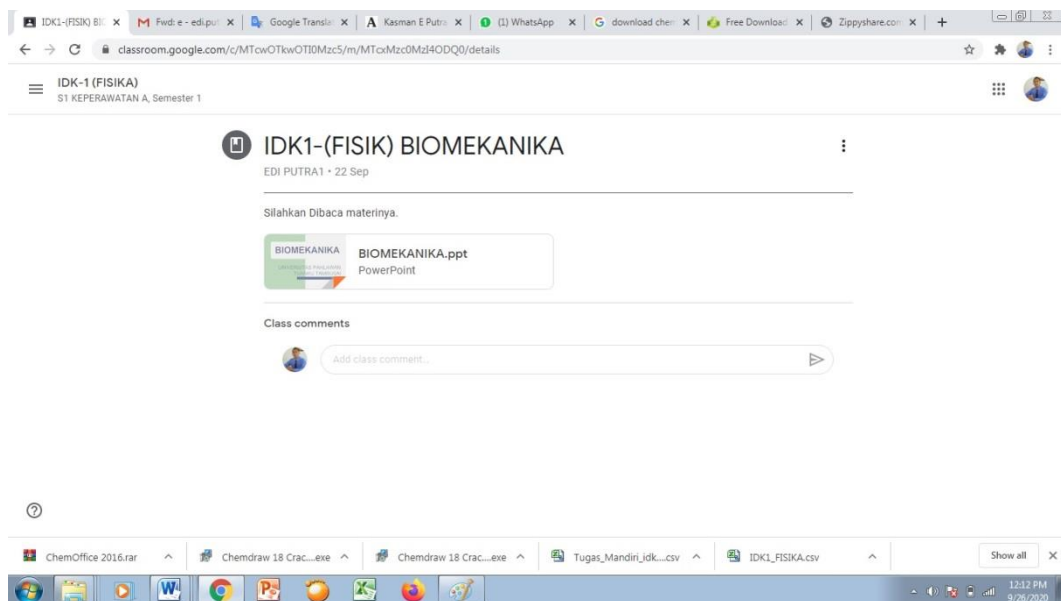 IDK1-(FISIK) BI
Fwd: e - edi.put
Google Translat
Kasman E Putra
(1) WhatsApp
download chem
Free Download
Zippyshare.com
classroom.google.com/c/MTcwOTkwOTI0Mzc5/m/MTcxMzc0MzI4ODQ0/details
IDK-1 (FISIKA)
S1 KEPERAWATAN A, Semester 1
IDK1-(FISIK) BIOMEKANIKA
EDI PUTRA1 • 22 Sep
Silahkan Dibaca materinya.
BIOMEKANIKA
BIOMEKANIKA.ppt
PowerPoint
Class comments
Add class comment...
ChemOffice 2016.rar
Chemdraw 18 Crac....exe
Chemdraw 18 Crac....exe
Tugas_Mandiri_idk....csv
IDK1_FISIKA.csv
Show all
12:12 PM
9/26/2020